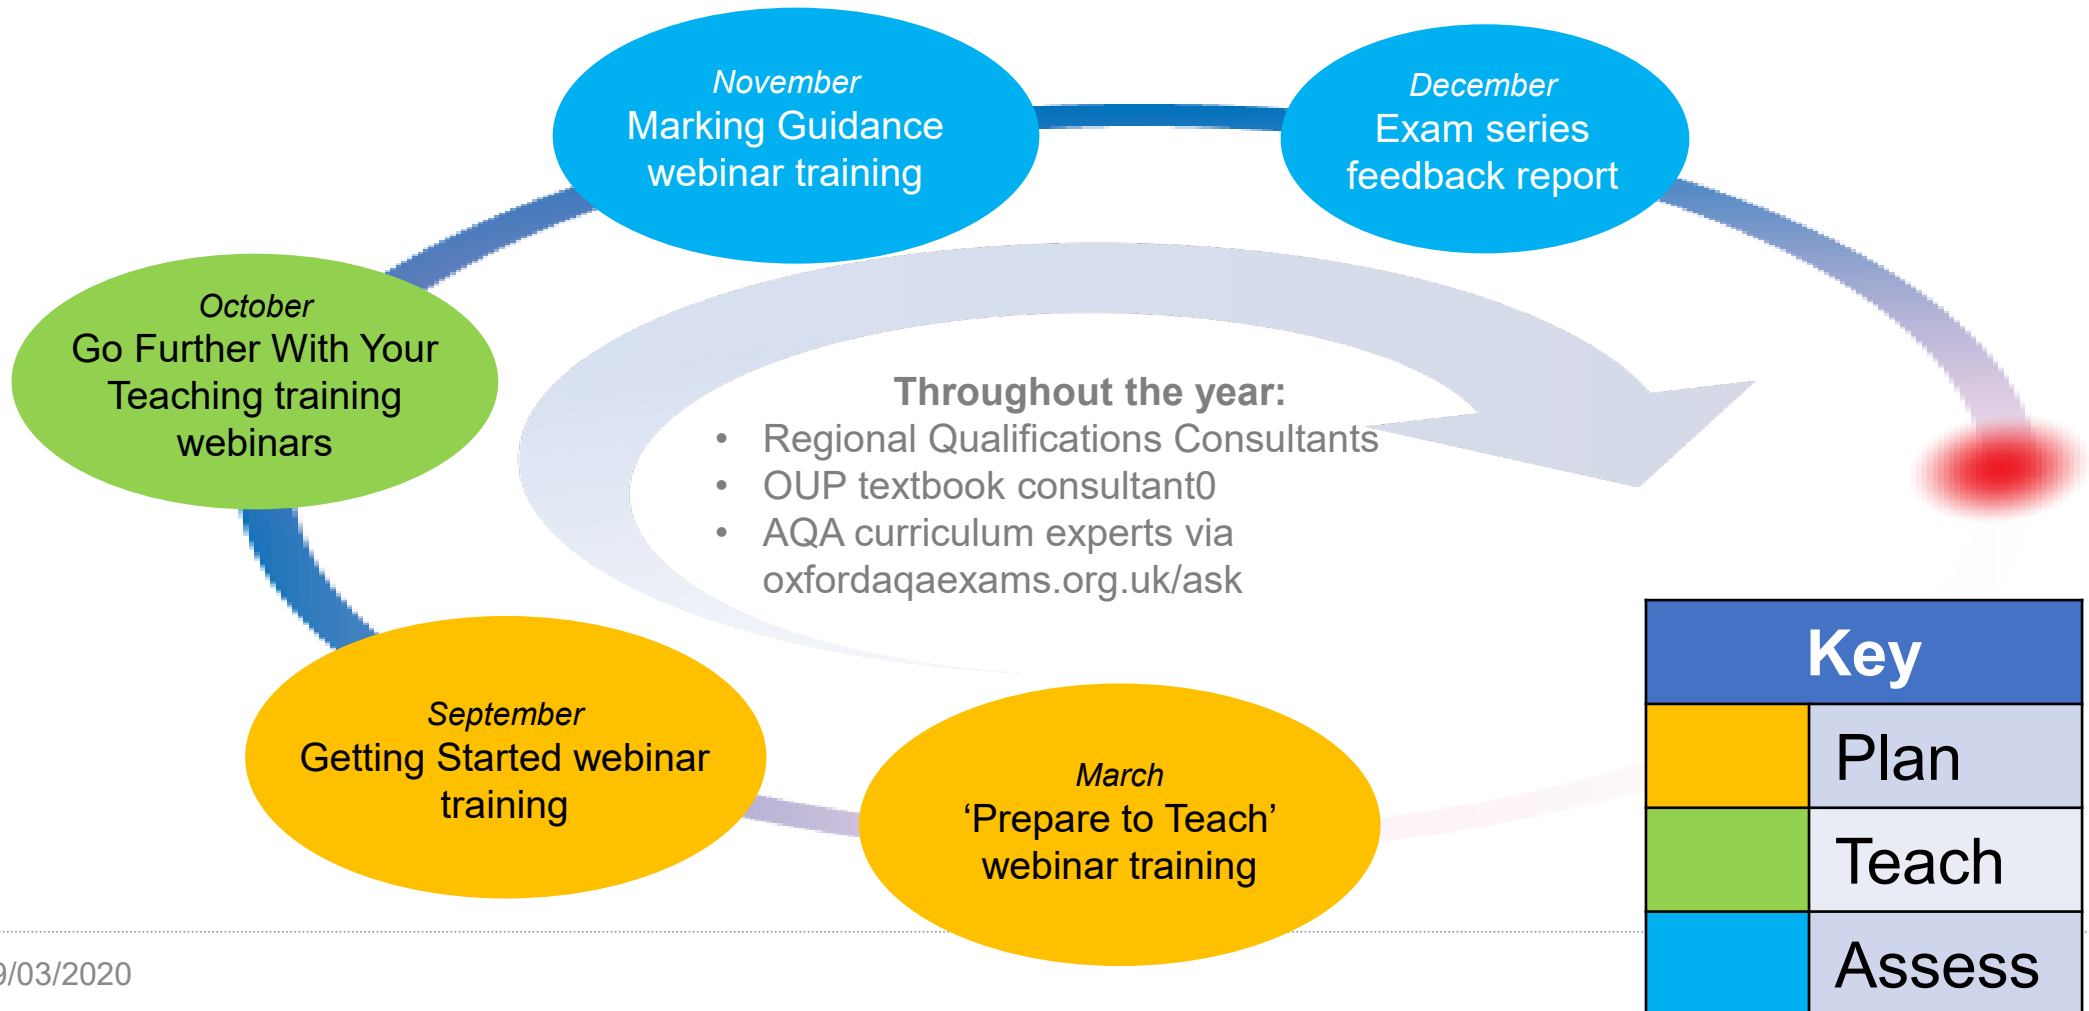 November
Marking Guidance
webinar training
December
Exam series
feedback report
October
Go Further With Your
Teaching training
webinars
Throughout the year:
• Regional Qualifications Consultants
• OUP textbook consultant0
• AQA curriculum experts via
oxfordaqaexams.org.uk/ask
September
Getting Started webinar
training
March
‘Prepare to Teach’
webinar training
Key
Plan
Teach
Assess
9/03/2020